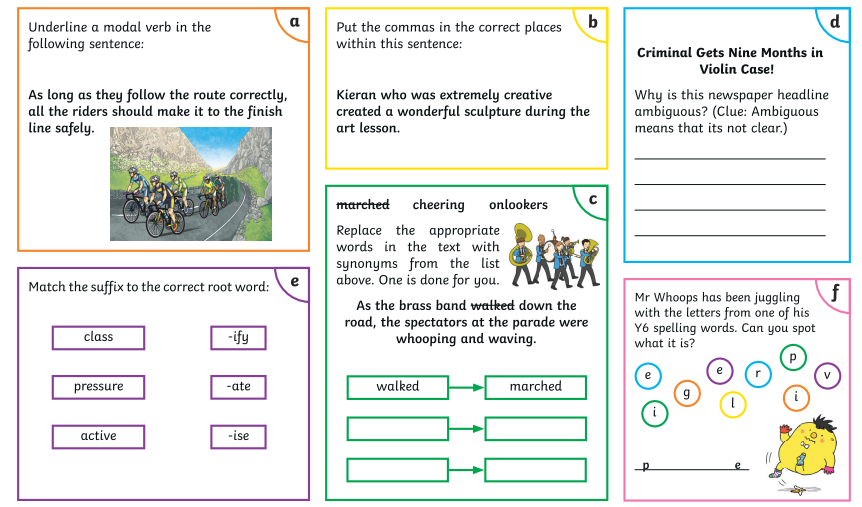 a
Underline a modal verb in the
following sentence:
As long as they follow the route correctly,
all the riders should make it to the finish
line safely.
b
Put the commas in the correct places
within this sentence:
Kieran who was extremely creative
created a wonderful sculpture during the
art lesson.
c
marched cheering onlookers
Replace the appropriate
words in the text with
synonyms from the list
above. One is done for you.
As the brass band walked down the
road, the spectators at the parade were
whooping and waving.
walked marched
d
Criminal Gets Nine Months in
Violin Case!
Why is this newspaper headline
ambiguous? (Clue: Ambiguous
means that its not clear.)
e
Match the suffix to the correct root word:
class -ify
pressure -ate
active -ise
f
Mr Whoops has been juggling
with the letters from one of his
Y6 spelling words. Can you spot
what it is?
p
e e r v
g i
i l
p e